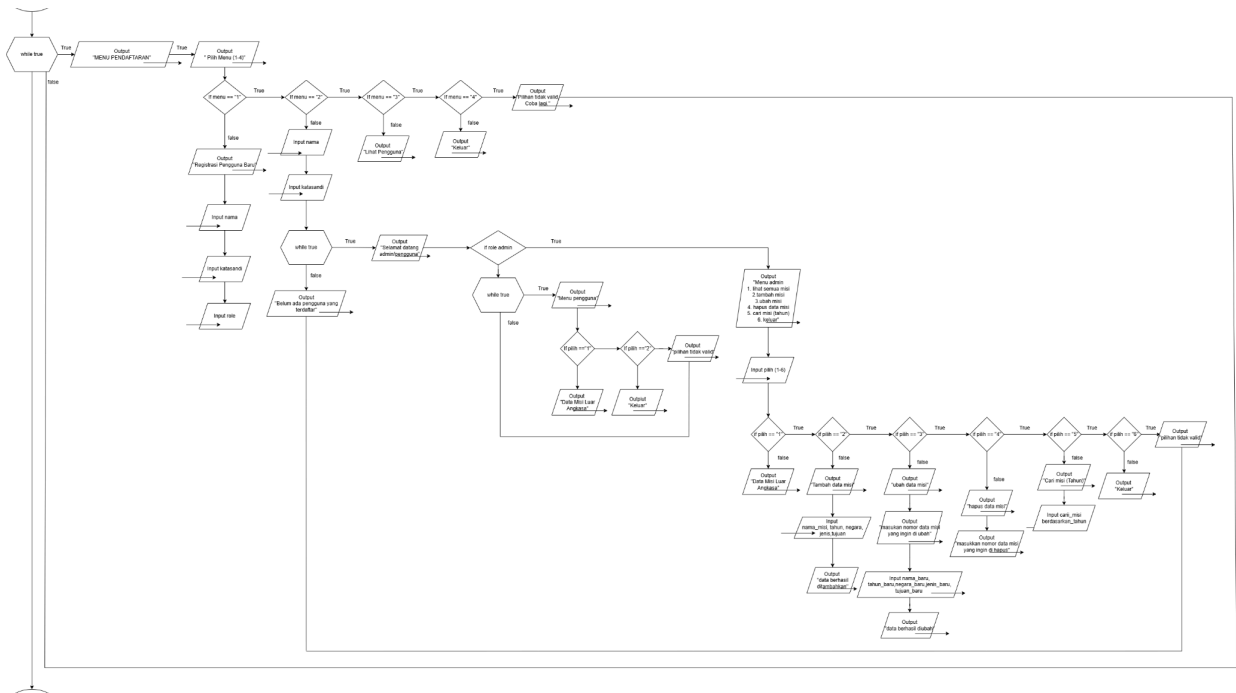 while true
True
Output
"MENU PENDAFTARAN"
True
Output
" Pilih Menu (1-4)"
false
if menu == "1"
True
if menu == "2"
True
if menu == "3"
True
if menu == "4"
True
Output
"Pilihan tidak valid
Coba lagi."
false
false
false
false
Output
"Registrasi Pengguna Baru"
Input nama
Output
"Lihat Pengguna"
Output
"Keluar"
Input katasandi
Input nama
Input katasandi
Input role
while true
True
Output
"Selamat datang
admin/pengguna"
if role admin
True
false
Output
"Belum ada pengguna yang
terdaftar"
while true
True
Output
"Menu pengguna"
false
if pilih =="1"
if pilih =="2"
Output
"pilihan tidak valid"
Output
"Data Misi Luar
Angkasa"
Output
"Keluar"
Output
"Menu admin
1. lihat semua misi
2.tambah misi
3.ubah misi
4. hapus data misi
5. cari misi (tahun)
6. keluar"
Input pilih (1-6)
if pilih == "1"
True
if pilih == "2"
True
if pilih == "3"
True
if pilih == "4"
True
if pilih == "5"
True
if pilih == "6"
True
Output
"pilihan tidak valid"
false
false
false
false
false
false
Output
"Data Misi Luar
Angkasa"
Output
"Tambah data misi"
Output
"ubah data misi"
Output
"hapus data misi"
Output
"Cari misi (Tahun)"
Output
"Keluar"
Input
nama_misi, tahun, negara,
jenis,tujuan
Output
"masukan nomor data misi
yang ingin di ubah"
Output
"masukkan nomor data misi
yang ingin di hapus"
Input carii_misi
berdasarkan_tahun
Output
"data berhasil
ditambahkan"
Input nama_baru,
tahun_baru,negara_baru,jenis_baru,
tujuan_baru
Output
"data berhasil diubah"